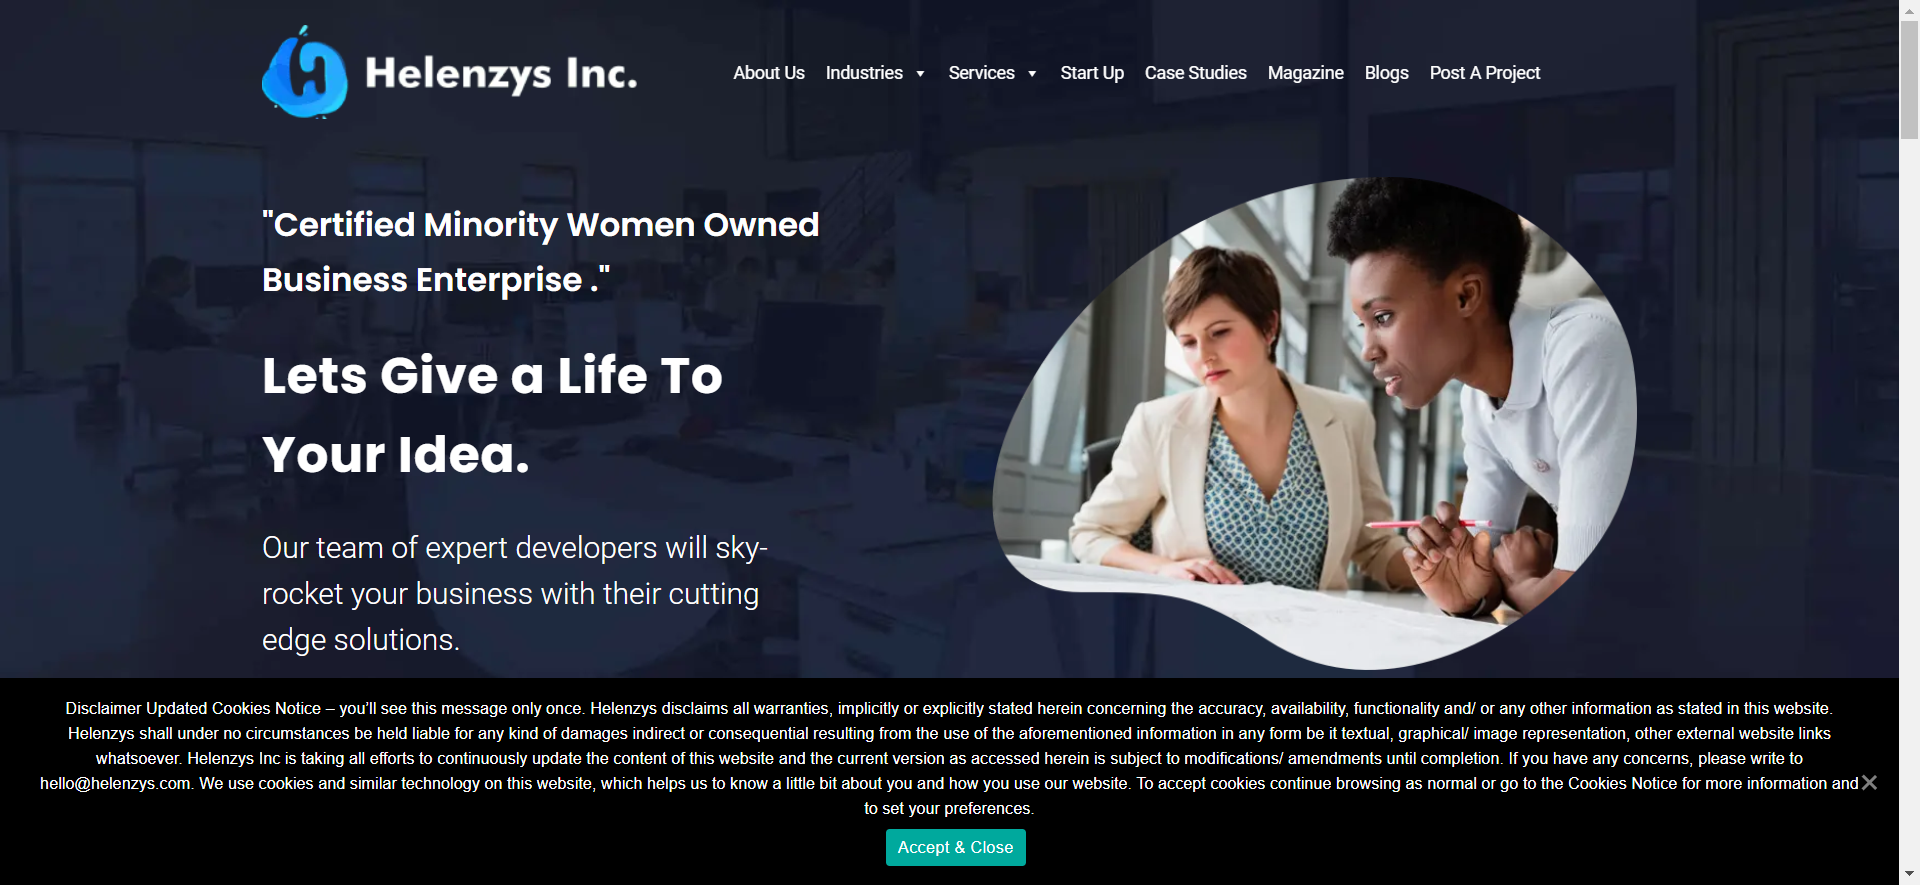 Helenzys Inc.
About Us Industries Services Start Up Case Studies Magazine Blogs Post A Project
"Certified Minority Women Owned
Business Enterprise ."
Lets Give a Life To
Your Idea.
Our team of expert developers will sky-
rocket your business with their cutting
edge solutions.
Disclaimer Updated Cookies Notice – you’ll see this message only once. Helenzys disclaims all warranties, implicitly or explicitly stated herein concerning the accuracy, availability, functionality and/ or any other information as stated in this website.
Helenzys shall under no circumstances be held liable for any kind of damages indirect or consequential resulting from the use of the aforementioned information in any form be it textual, graphical/ image representation, other external website links
whatsoever. Helenzys Inc is taking all efforts to continuously update the content of this website and the current version as accessed herein is subject to modifications/ amendments until completion. If you have any concerns, please write to
hello@helenzys.com. We use cookies and similar technology on this website, which helps us to know a little bit about you and how you use our website. To accept cookies continue browsing as normal or go to the Cookies Notice for more information and
to set your preferences.
Accept & Close